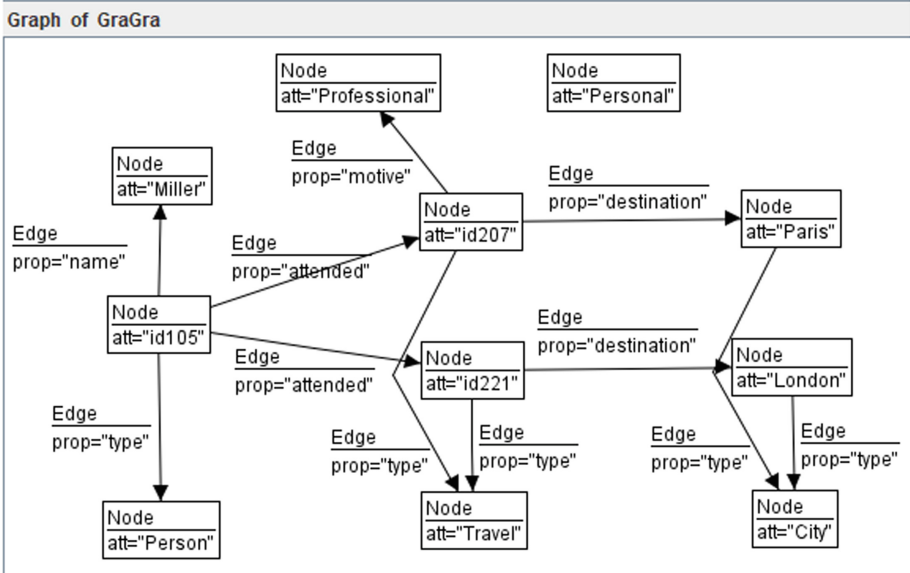 Graph of GraGra
Node
att="Professional"
Node
att="Personal"
Edge
prop="motive"
Node
att="Miller"
Edge
prop="destination"
Node
att="id207"
Node
att="Paris"
Edge
prop="name"
Edge
prop="attended"
Node
att="id105"
Edge
prop="destination"
Edge
prop="attended"
Node
att="id221"
Node
att="London"
Edge
prop="type"
Edge
prop="type"
Edge
prop="type"
Edge
prop="type"
Edge
prop="type"
Node
att="Person"
Node
att="Travel"
Node
att="City"